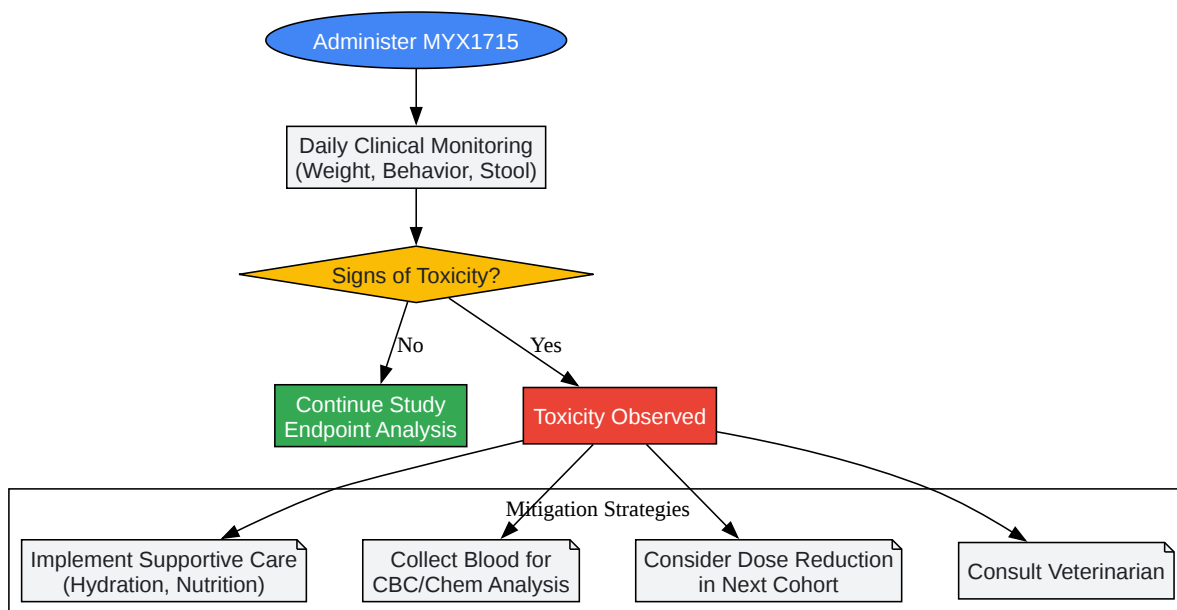 Administer MYX1715
Daily Clinical Monitoring
(Weight, Behavior, Stool)
Signs of Toxicity?
No
Yes
Continue Study
Endpoint Analysis
Toxicity Observed
Mitigation Strategies
Implement Supportive Care
(Hydration, Nutrition)
Collect Blood for
CBC/Chem Analysis
Consider Dose Reduction
in Next Cohort
Consult Veterinarian